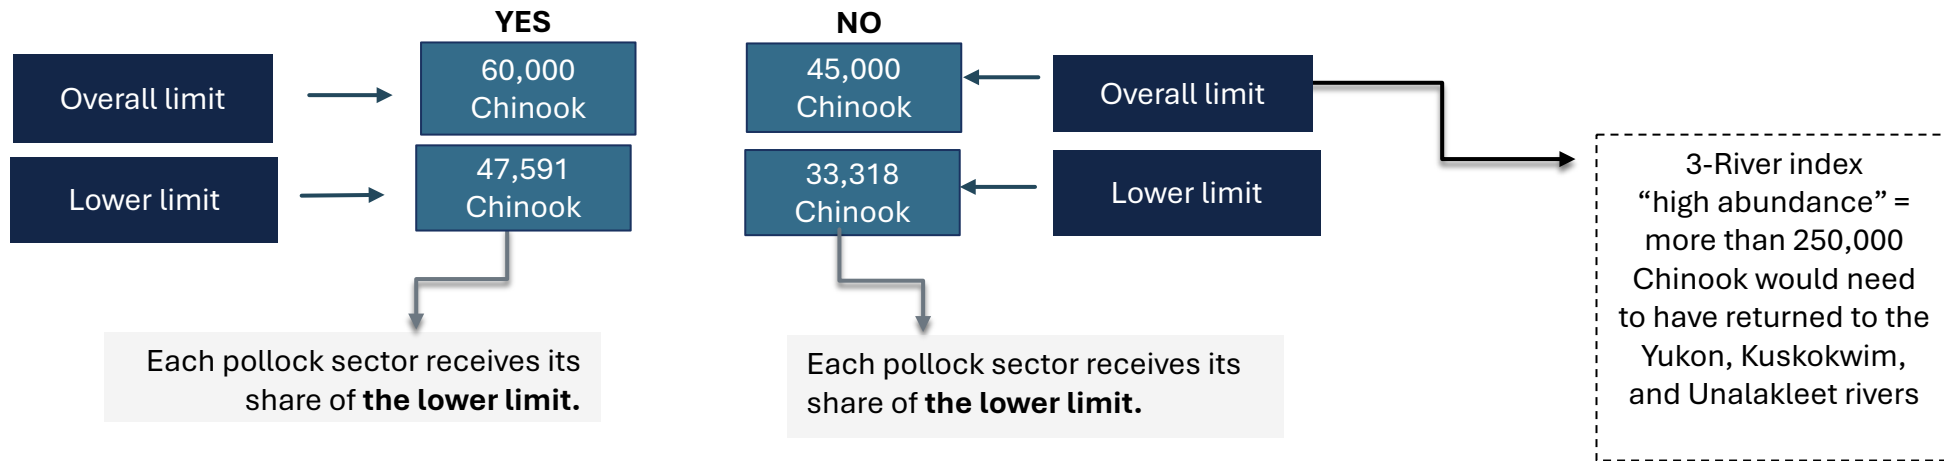 YES
NO
Overall limit
60,000
Chinook
45,000
Chinook
Overall limit
Lower limit
47,591
Chinook
33,318
Chinook
Lower limit
Each pollock sector receives its
share of the lower limit.
Each pollock sector receives its
share of the lower limit.
3-River index
“high abundance” =
more than 250,000
Chinook would need
to have returned to the
Yukon, Kuskokwim,
and Unalakleet rivers